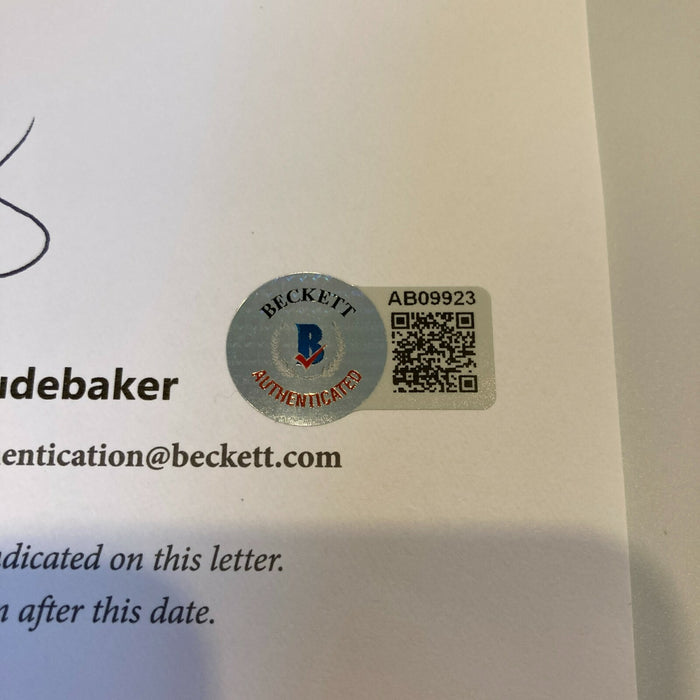 BECKETT
B
AUTHENTICATED
AB09923
udebaker
entication@beckett.com
dicated on this letter.
after this date.